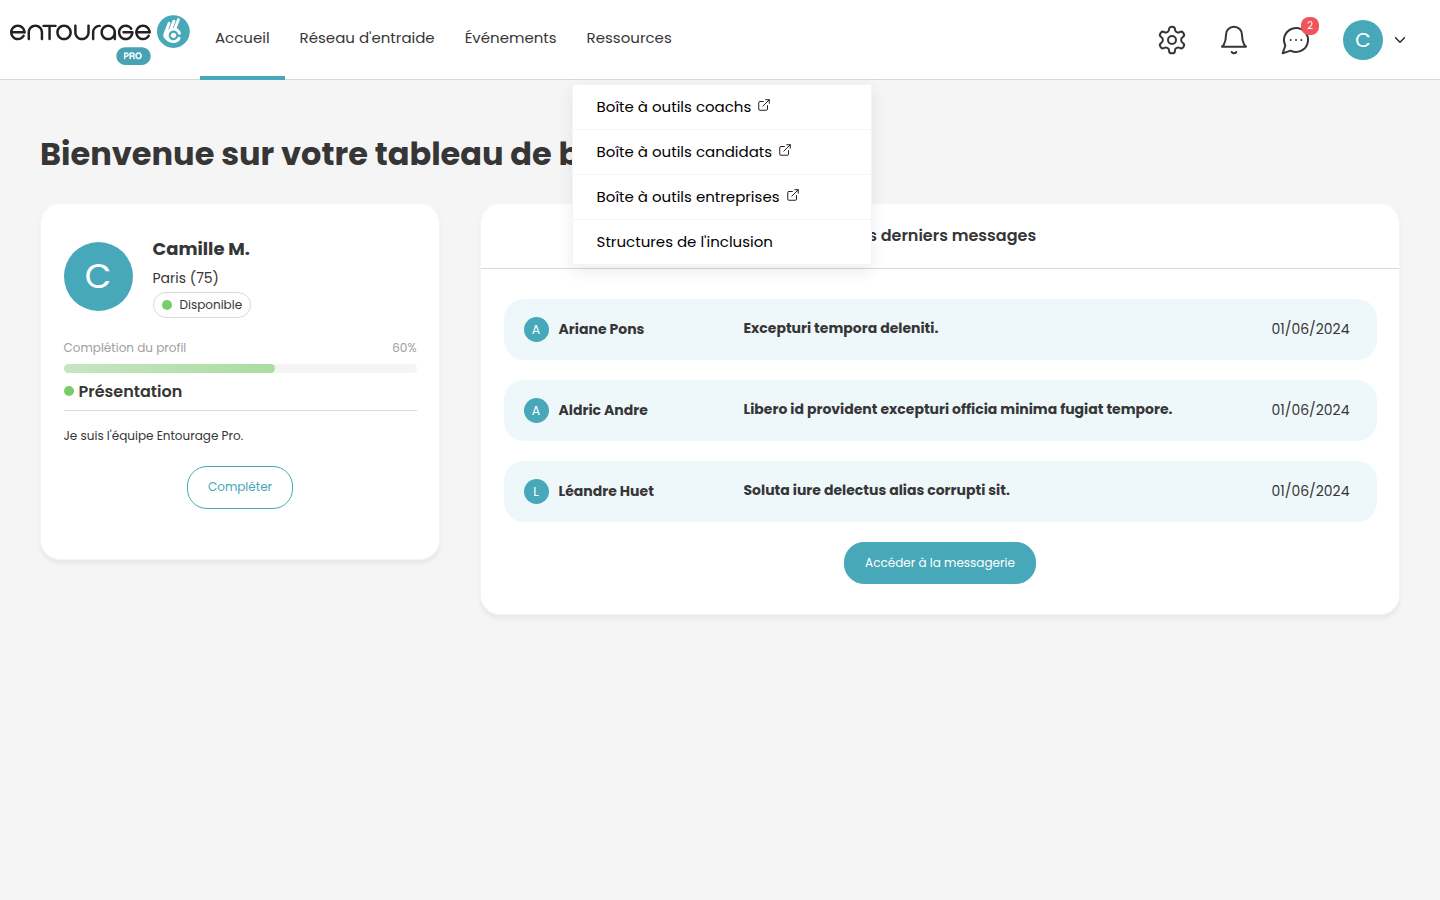 entourage
PRO
Accueil
Réseau d'entraide
Événements
Ressources
2
C
Boîte à outils coachs
Boîte à outils candidats
Boîte à outils entreprises
Structures de l'inclusion
Bienvenue sur votre tableau de
C
Camille M.
Paris (75)
Disponible
Complétion du profil
60%
Présentation
Je suis l'équipe Entourage Pro.
Compléter
derniers messages
A Ariane Pons Excepturi tempora deleniti. 01/06/2024
A Aldric Andre Libero id provident excepturi officia minima fugiat tempore. 01/06/2024
L Léandre Huet Soluta iure delectus alias corrupti sit. 01/06/2024
Accéder à la messagerie